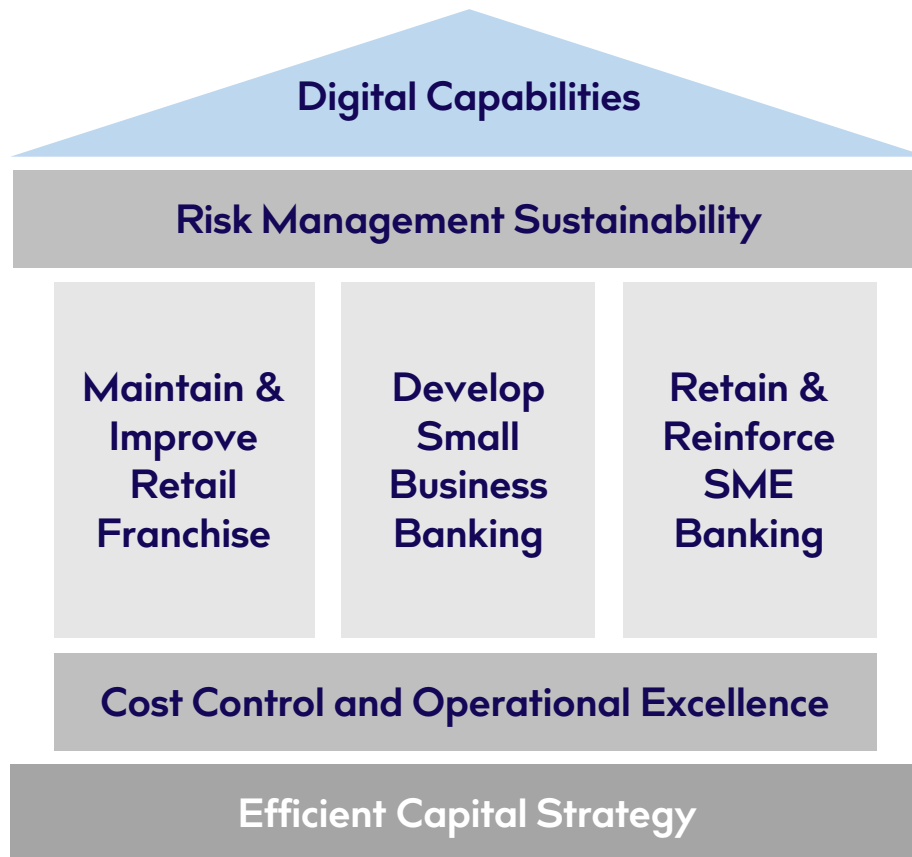 Digital Capabilities
Risk Management Sustainability
Maintain &
Improve
Retail
Franchise
Develop
Small
Business
Banking
Retain &
Reinforce
SME
Banking
Cost Control and Operational Excellence
Efficient Capital Strategy